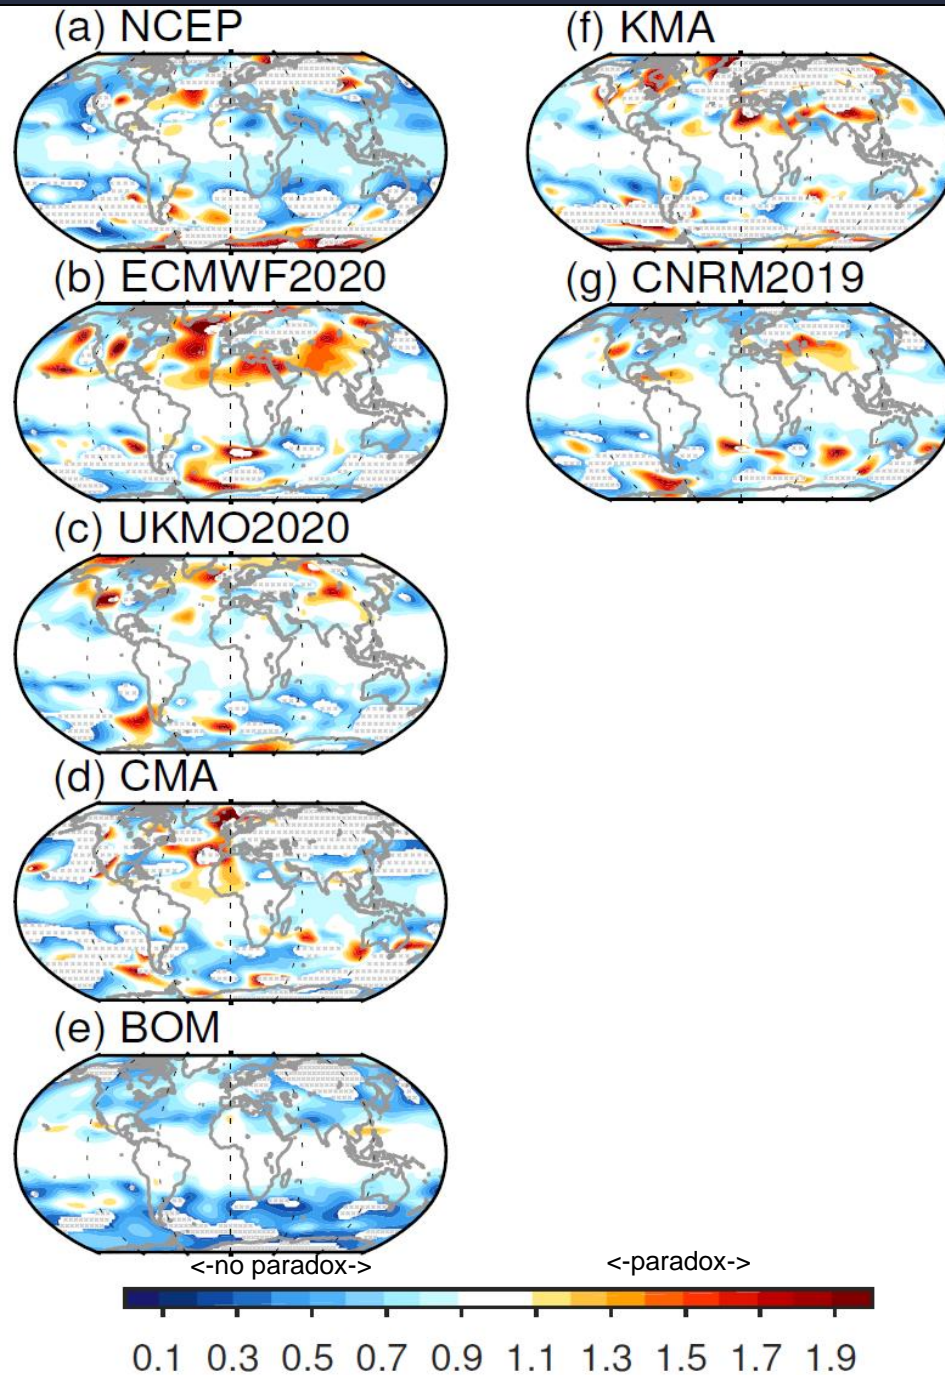 (a) NCEP
(f) KMA
(b) ECMWF2020
(g) CNRM2019
(c) UKMO2020
(d) CMA
(e) BOM
<-no paradox->
<-paradox->
0.1 0.3 0.5 0.7 0.9 1.1 1.3 1.5 1.7 1.9